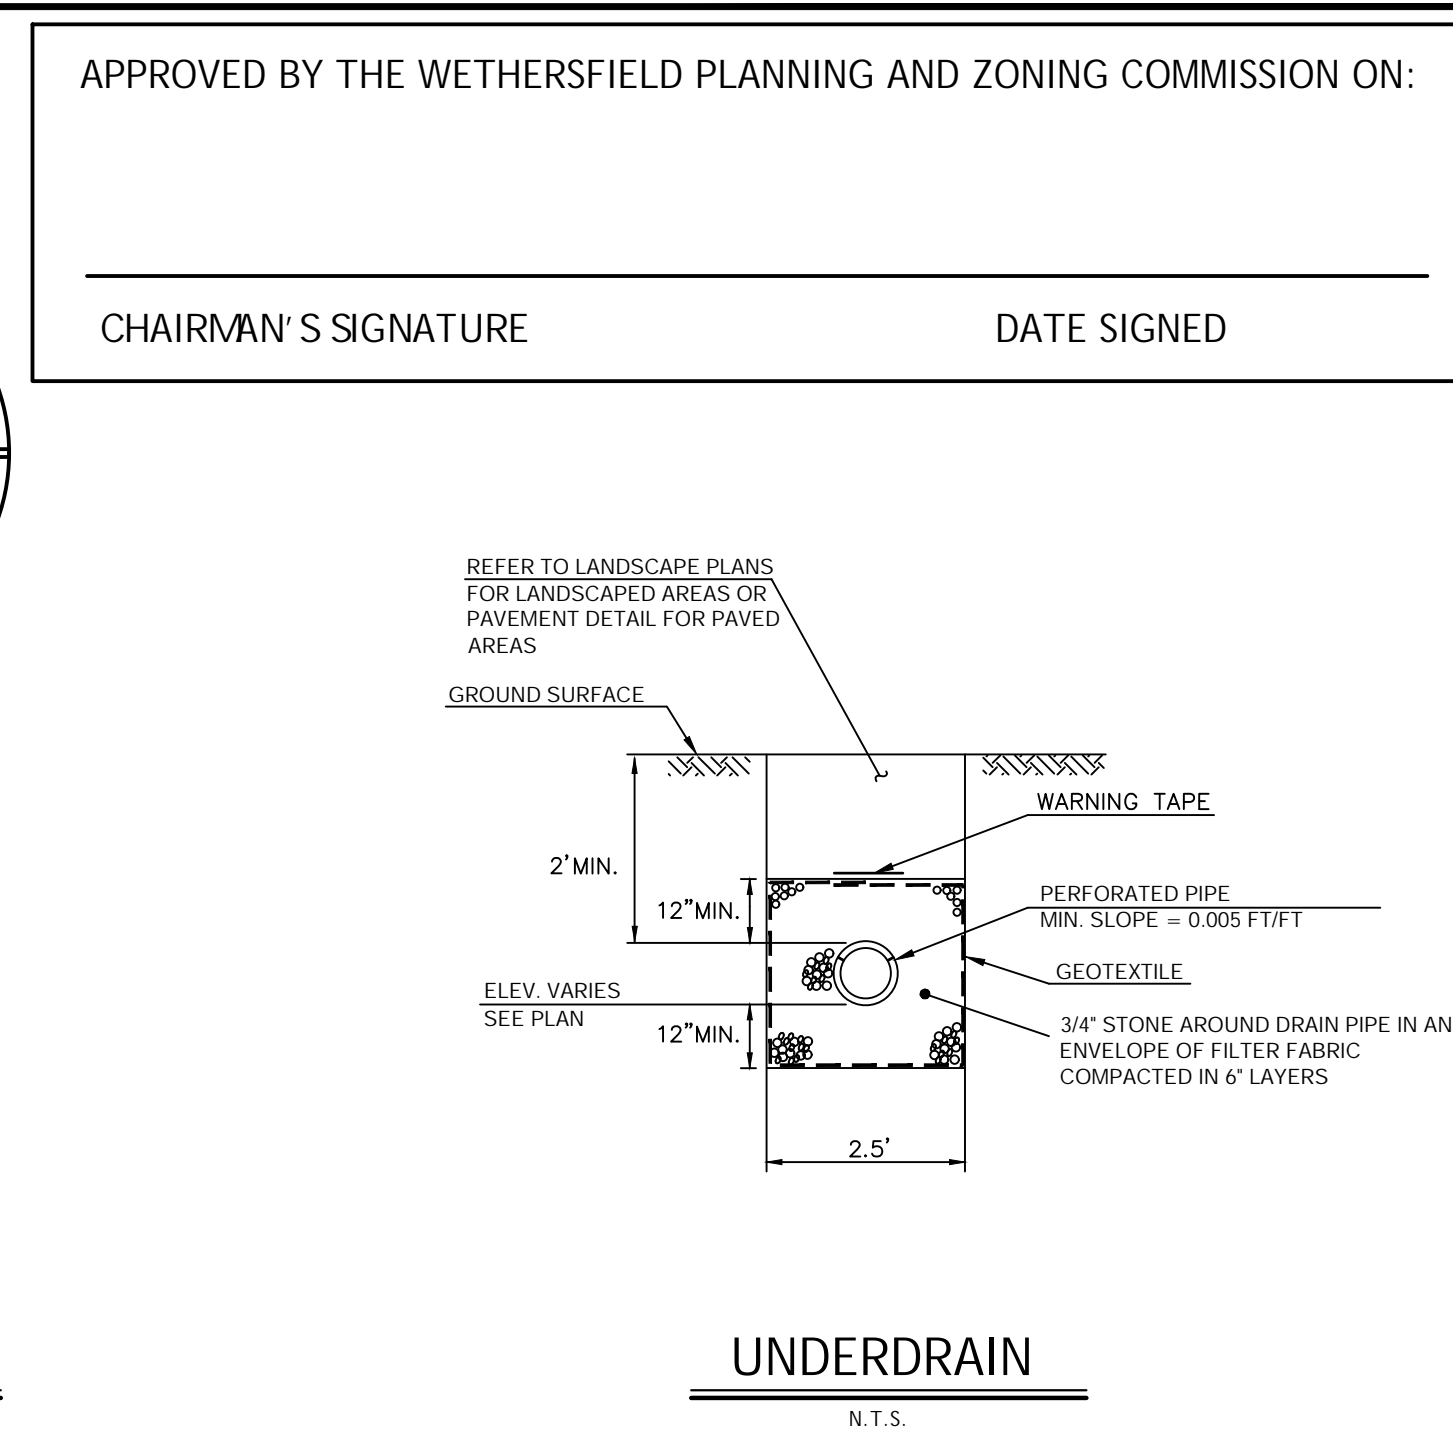 APPROVED BY THE WETHERSFIELD PLANNING AND ZONING COMMISSION ON:
CHAIRMAN'S SIGNATURE DATE SIGNED
REFER TO LANDSCAPE PLANS
FOR LANDSCAPED AREAS OR
PAVEMENT DETAIL FOR PAVED
AREAS
GROUND SURFACE
WARNING TAPE
2'MIN.
12"MIN.
PERFORATED PIPE
MIN. SLOPE = 0.005 FT/FT
GEOTEXTILE
ELEV. VARIES
SEE PLAN
12"MIN.
3/4" STONE AROUND DRAIN PIPE IN AN
ENVELOPE OF FILTER FABRIC
COMPACTED IN 6" LAYERS
2.5'
UNDERDRAIN
N.T.S.